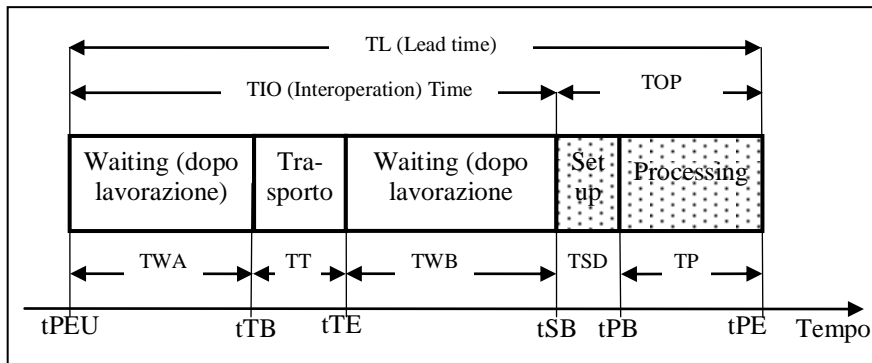 TL (Lead time)
TIO (Interoperation) Time
TOP
Waiting (dopo
lavorazione)
Tra-
sporto
Waiting (dopo
lavorazione
Set
up
Processing
TWA
TT
TWB
TSD
TP
tPEU
tTB
tTE
tSB
tPB
tPE
Tempo